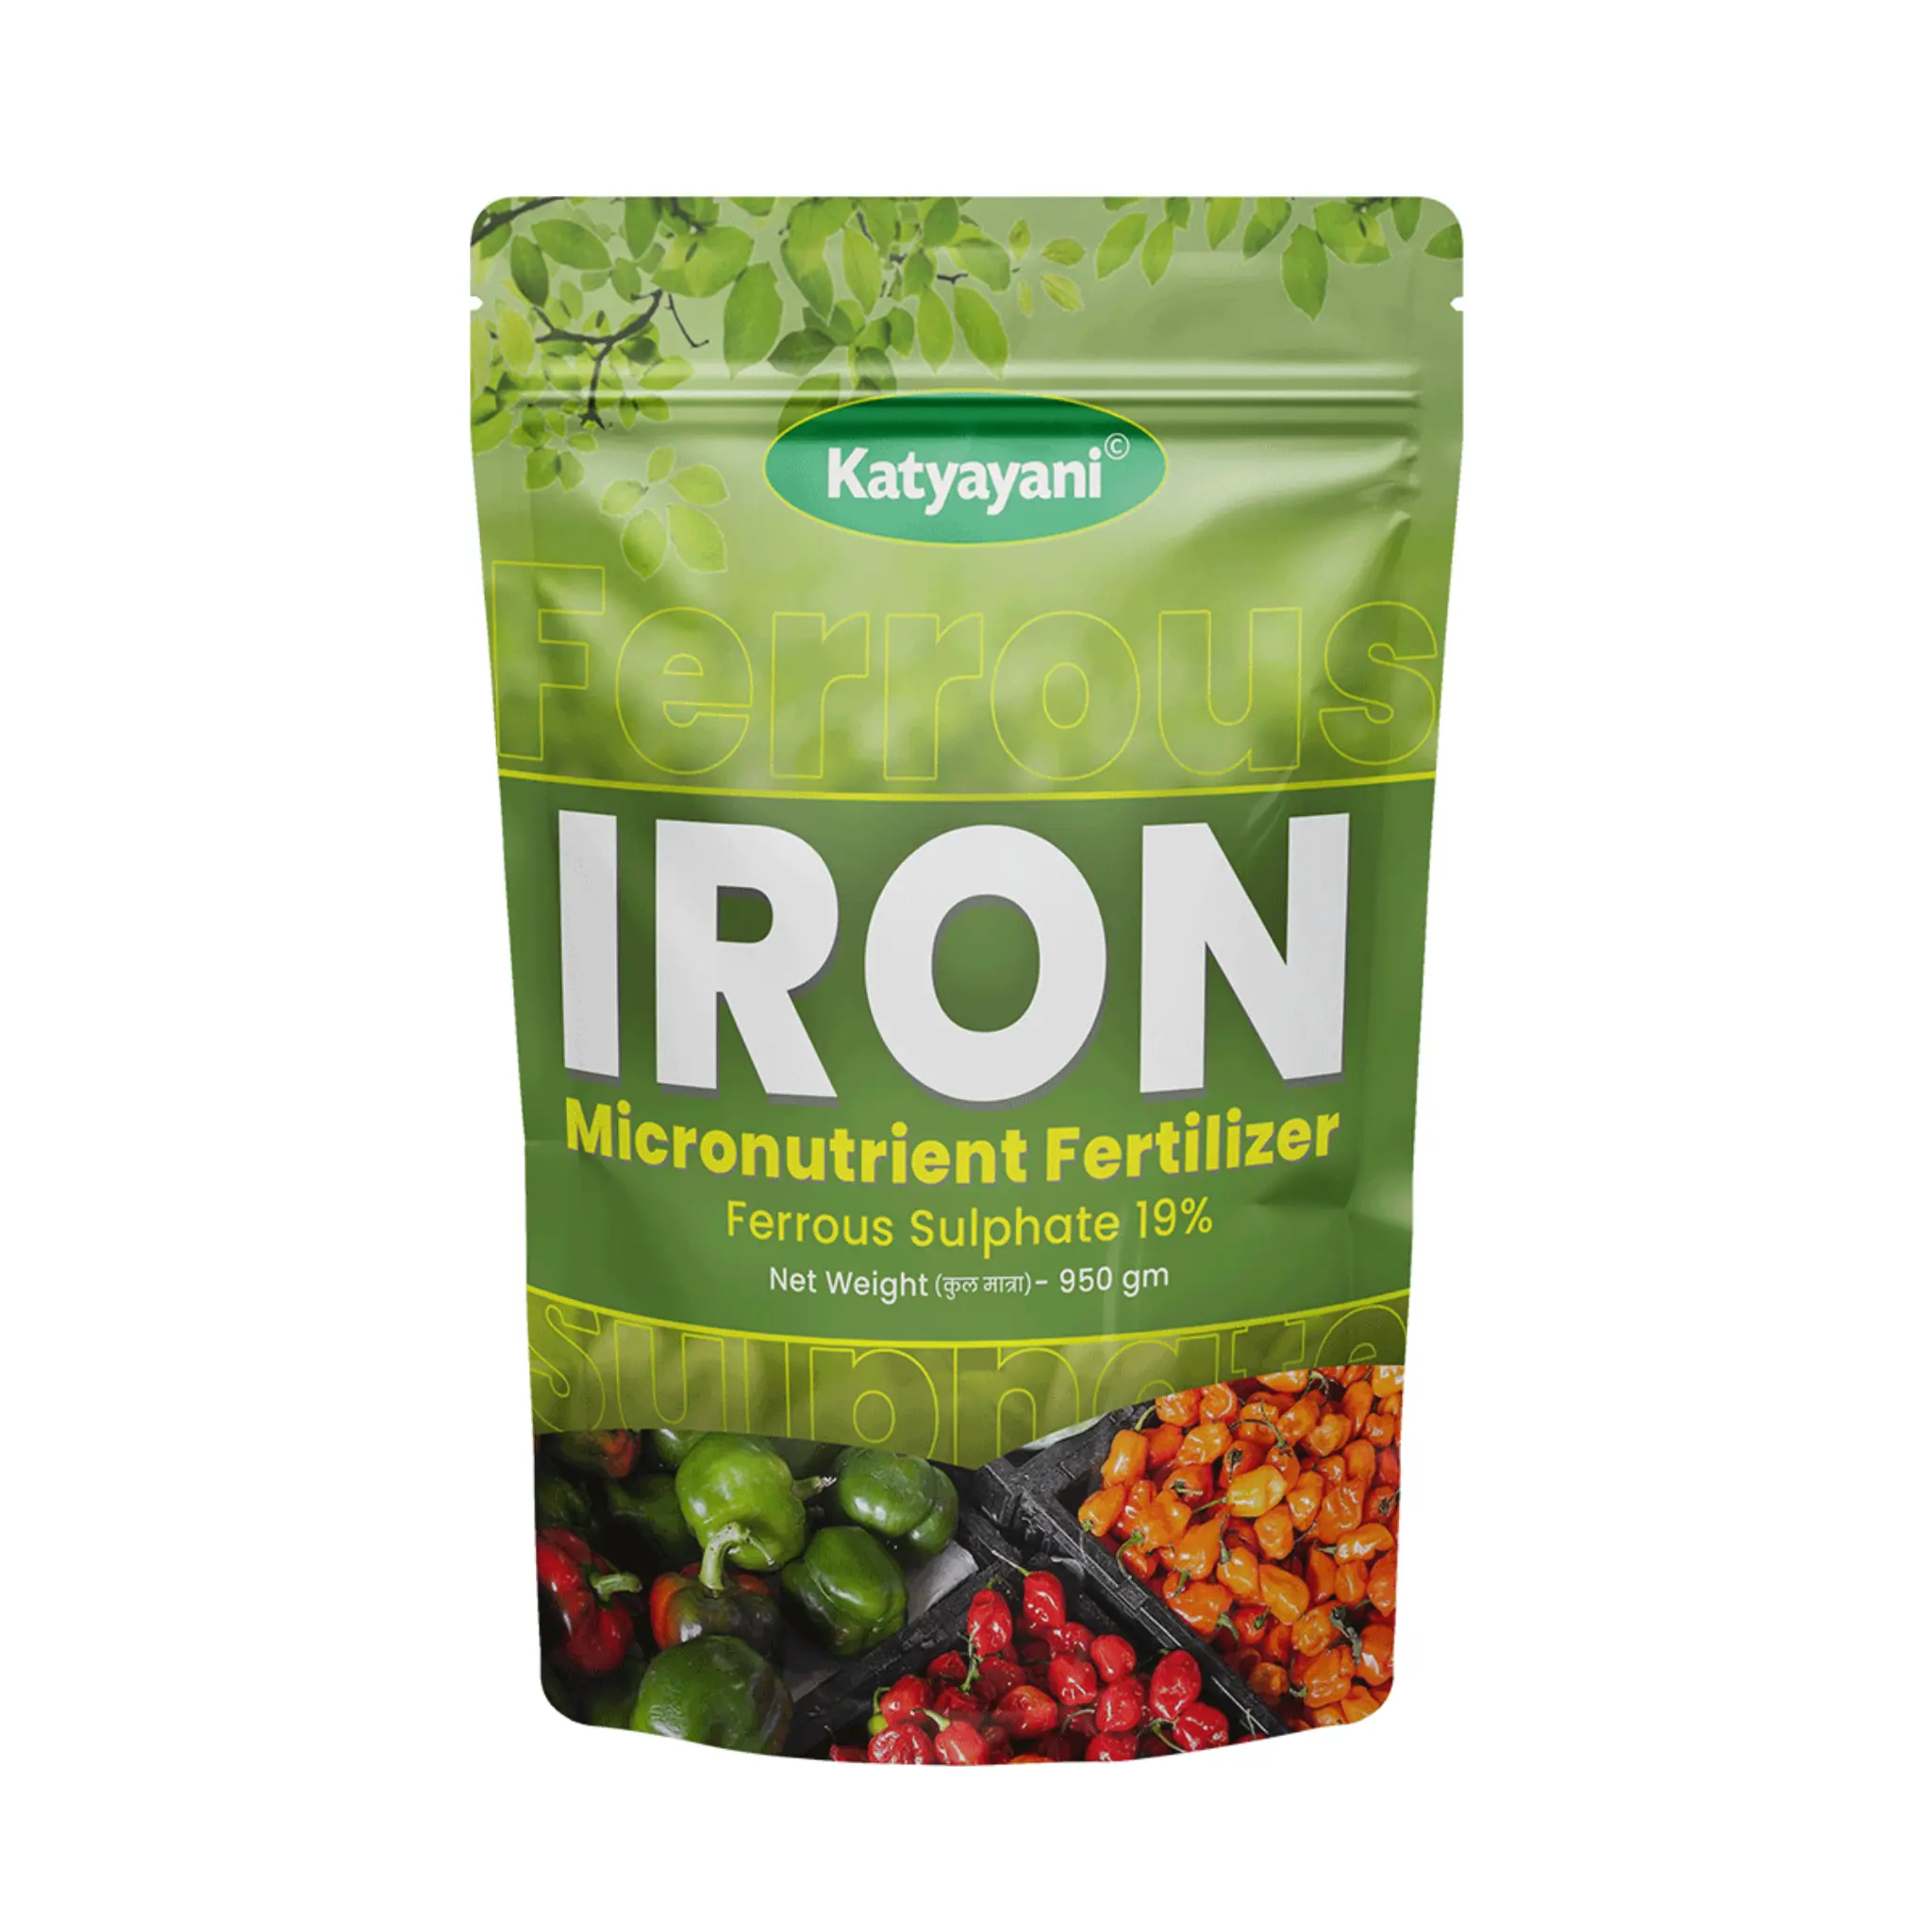 Katyayani©
Ferrous
IRON
Micronutrient Fertilizer
Ferrous Sulphate 19%
Net Weight (कुल मात्रा)- 950 gm
Sulphate